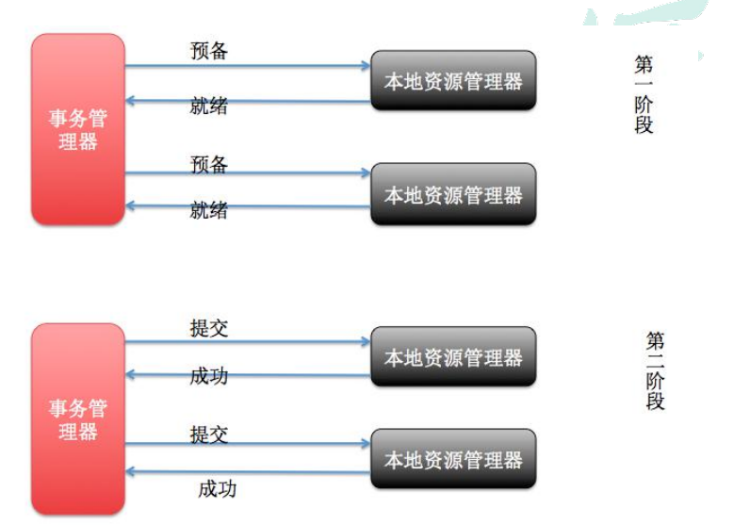 预备
本地资源管理器
就绪
事务管
理器
预备
本地资源管理器
就绪
第一阶段
提交
本地资源管理器
成功
事务管
理器
提交
本地资源管理器
成功
第二阶段